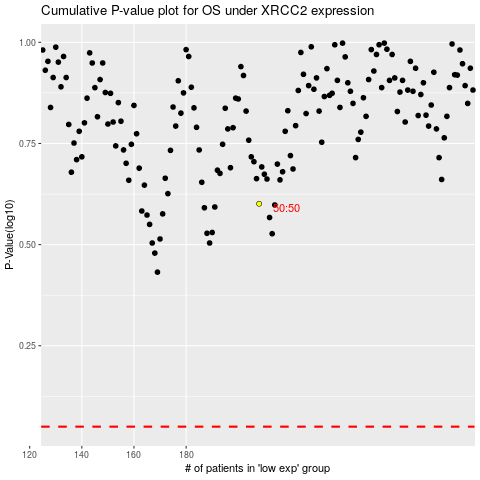 Cumulative P-value plot for OS under XRCC2 expression
1.00
0.75
0.50
0.25
P-Value(log10)
50:50
120 140 160 180
# of patients in 'low exp' group